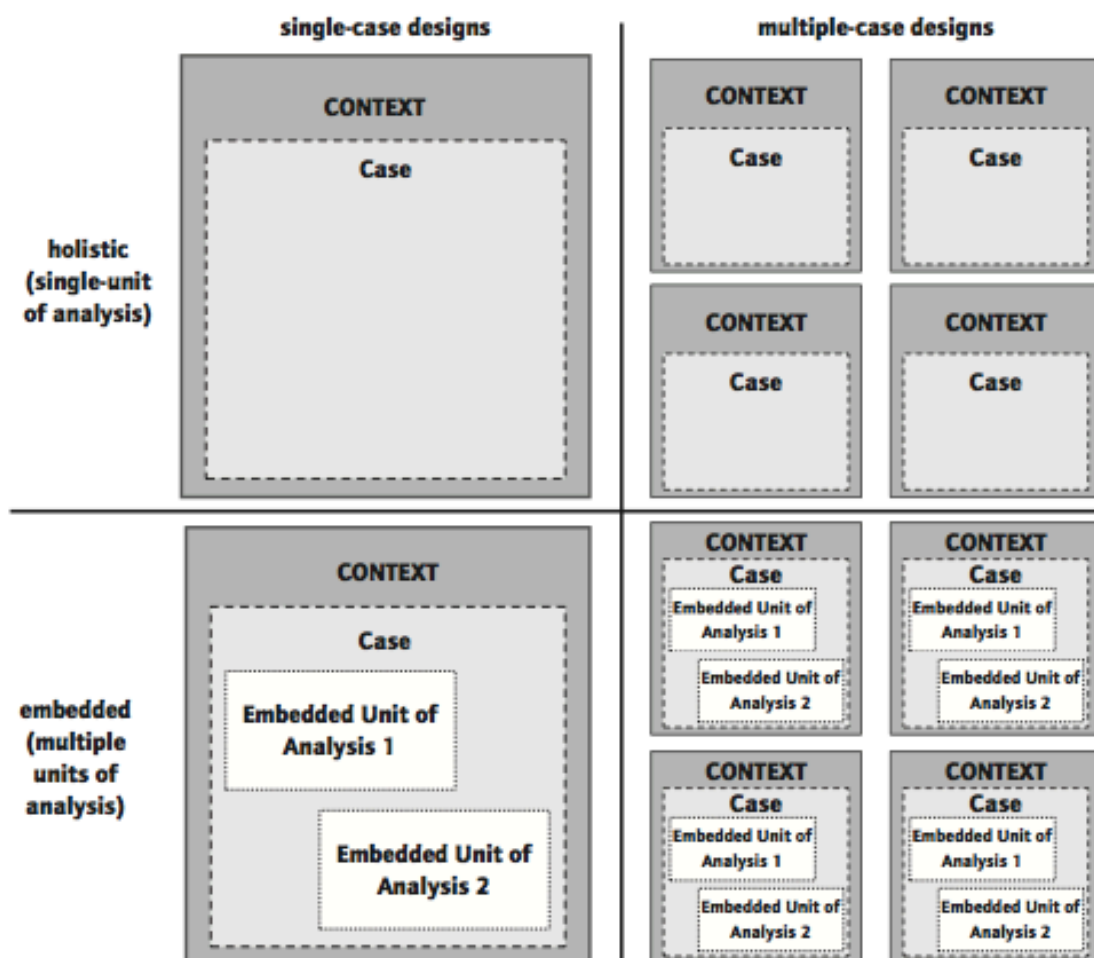 single-case designs
multiple-case designs
CONTEXT
Case
CONTEXT
Case
CONTEXT
Case
holistic
(single-unit
of analysis)
CONTEXT
Case
CONTEXT
Case
CONTEXT
Case
Embedded Unit of
Analysis 1
Embedded Unit of
Analysis 2
embedded
(multiple
units of
analysis)
CONTEXT
Case
Embedded Unit of
Analysis 1
Embedded Unit of
Analysis 2
CONTEXT
Case
Embedded Unit of
Analysis 1
Embedded Unit of
Analysis 2
CONTEXT
Case
Embedded Unit of
Analysis 1
Embedded Unit of
Analysis 2
CONTEXT
Case
Embedded Unit of
Analysis 1
Embedded Unit of
Analysis 2